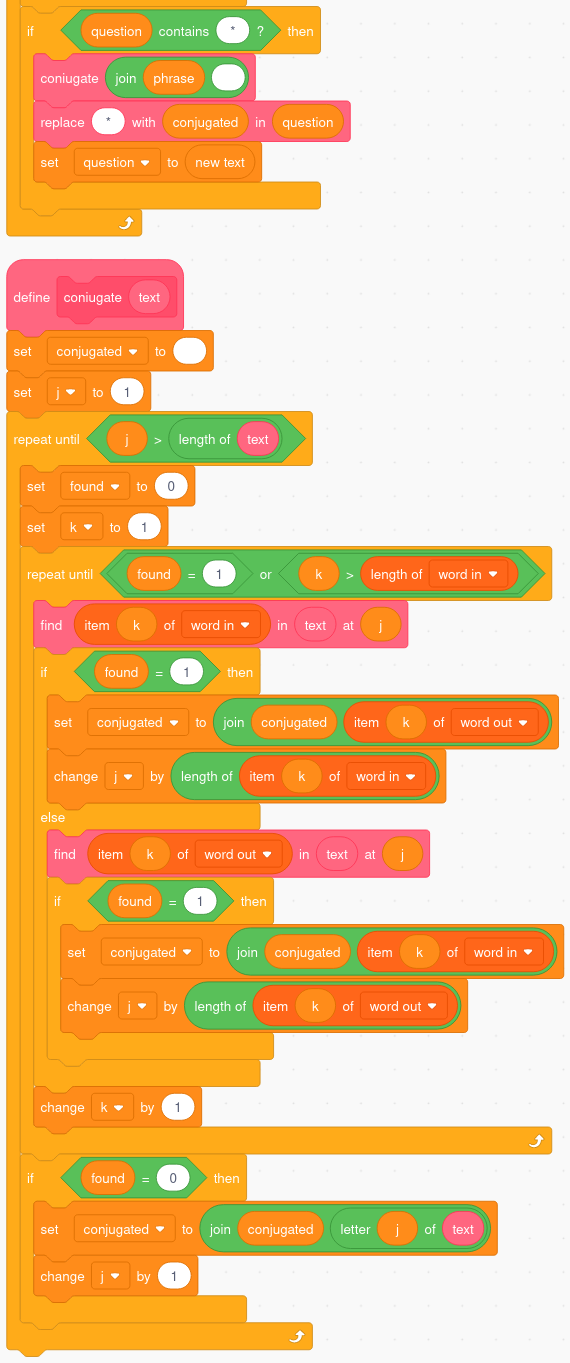 if question contains * ? then
coniugate join phrase
replace * with conjugated in question
set question to new text
define coniugate text
set conjugated to
set j to 1
repeat until j > length of text
set found to 0
set k to 1
repeat until found = 1 or k > length of word in
find item k of word in in text at j
if found = 1 then
set conjugated to join conjugated item k of word out
change j by length of item k of word in
else
find item k of word out in text at j
if found = 1 then
set conjugated to join conjugated item k of word in
change j by length of item k of word out
change k by 1
if found = 0 then
set conjugated to join conjugated letter j of text
change j by 1